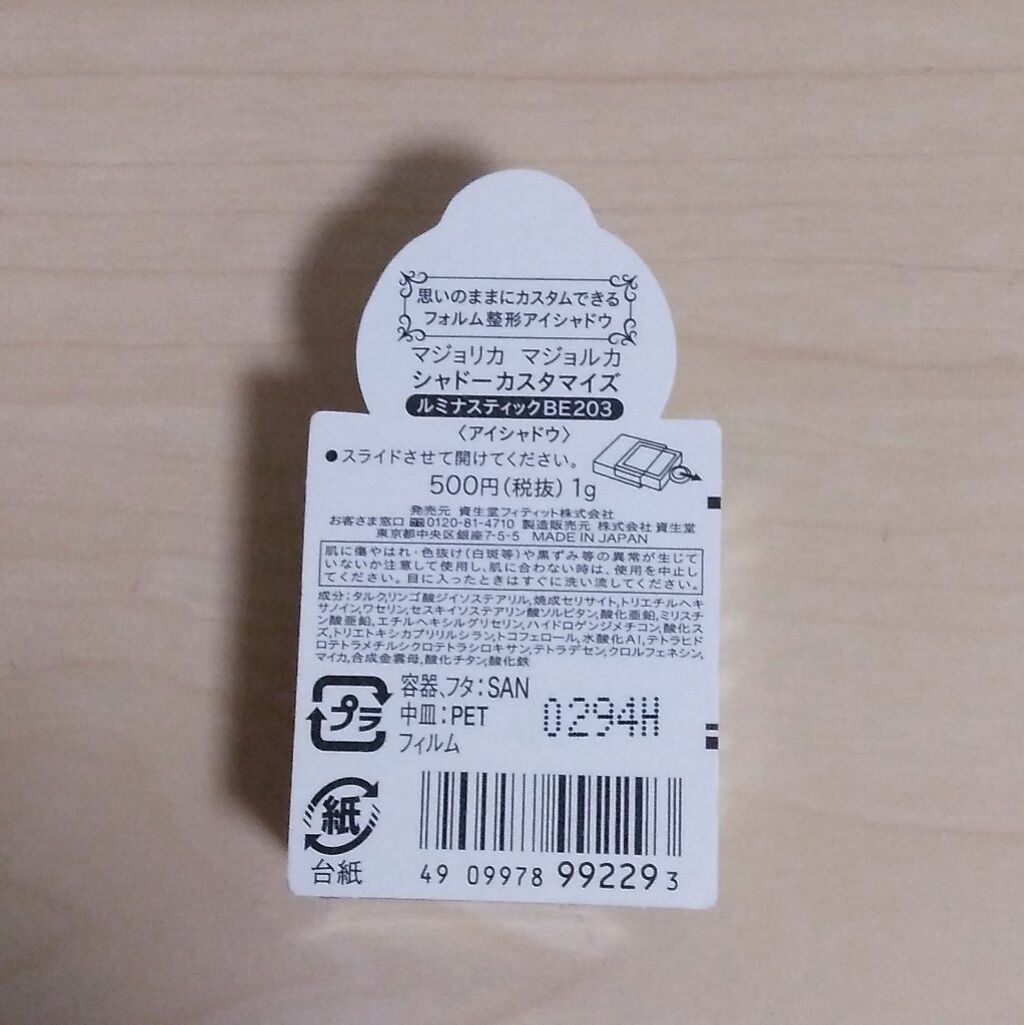 思いのままにカスタムできる
フォルム整形アイシャドウ
マジョリカ マジョルカ
シャドーカスタマイズ
ルミナスティックBE203
〈アイシャドウ〉
●スライドさせて開けてください。
500円(税抜) 1g
発売元 資生堂フィティット株式会社
お客さま窓口 0120-81-4710 製造販売元 株式会社 資生堂
東京都中央区銀座7-5-5 MADE IN JAPAN
肌に傷やはれ・色抜け(白斑等)や黒ずみ等の異常が生じて
いないか注意して使用し、肌に合わない時は、使用を中止し
てください。目に入ったときはすぐに洗い流してください。
成分:タルク,リンゴ酸ジイソステアリル,焼成セリサイト,トリエチルヘキ
サノイン,ワセリン,セスキイソステアリン酸ソルビタン,酸化亜鉛,ミリスチ
ン酸亜鉛,エチルヘキシルグリセリン,ハイドロゲンジメチコン,酸化ス
ズ,トリエトキシカプリリルシラン,トコフェロール,水酸化Al,テトラヒド
ロテトラメチルシクロテトラシロキサン,テトラデセン,クロルフェネシン,
マイカ,合成金雲母,酸化チタン,酸化鉄
プラ
容器、フタ:SAN
中皿:PET
フィルム
0294H
紙
台紙
49 09978 99229 3